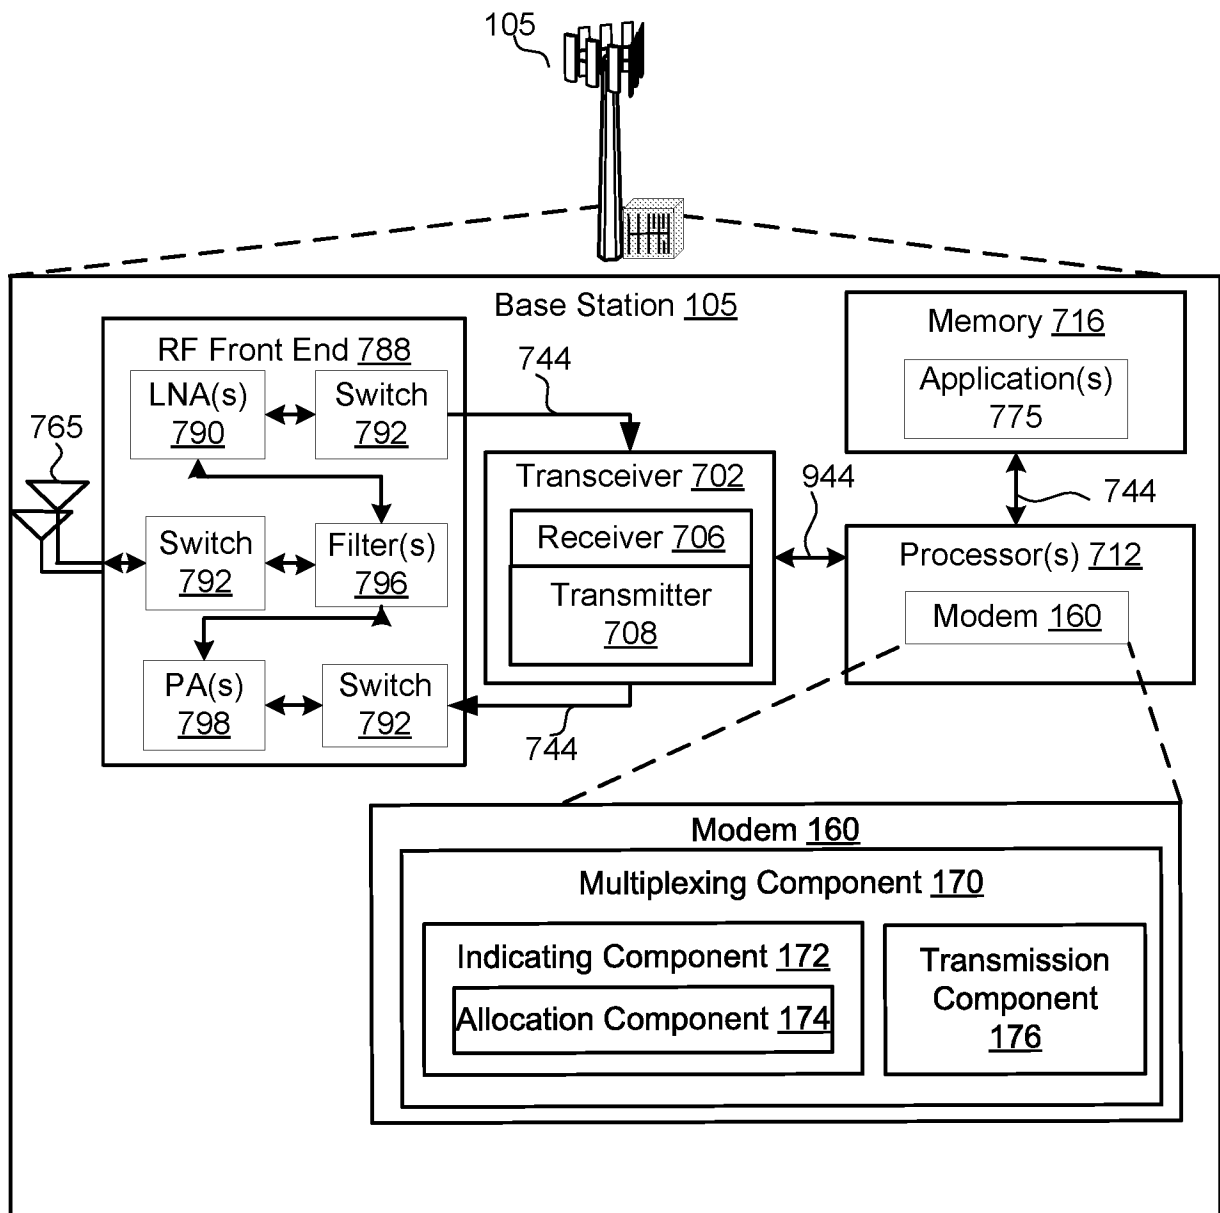 105
Base Station 105
RF Front End 788
LNA(s)
790
Switch
792
744
765
Switch
792
Filter(s)
796
PA(s)
798
Switch
792
744
Transceiver 702
Receiver 706
Transmitter
708
944
Memory 716
Application(s)
775
744
Processor(s) 712
Modem 160
Modem 160
Multiplexing Component 170
Indicating Component 172
Allocation Component 174
Transmission
Component
176